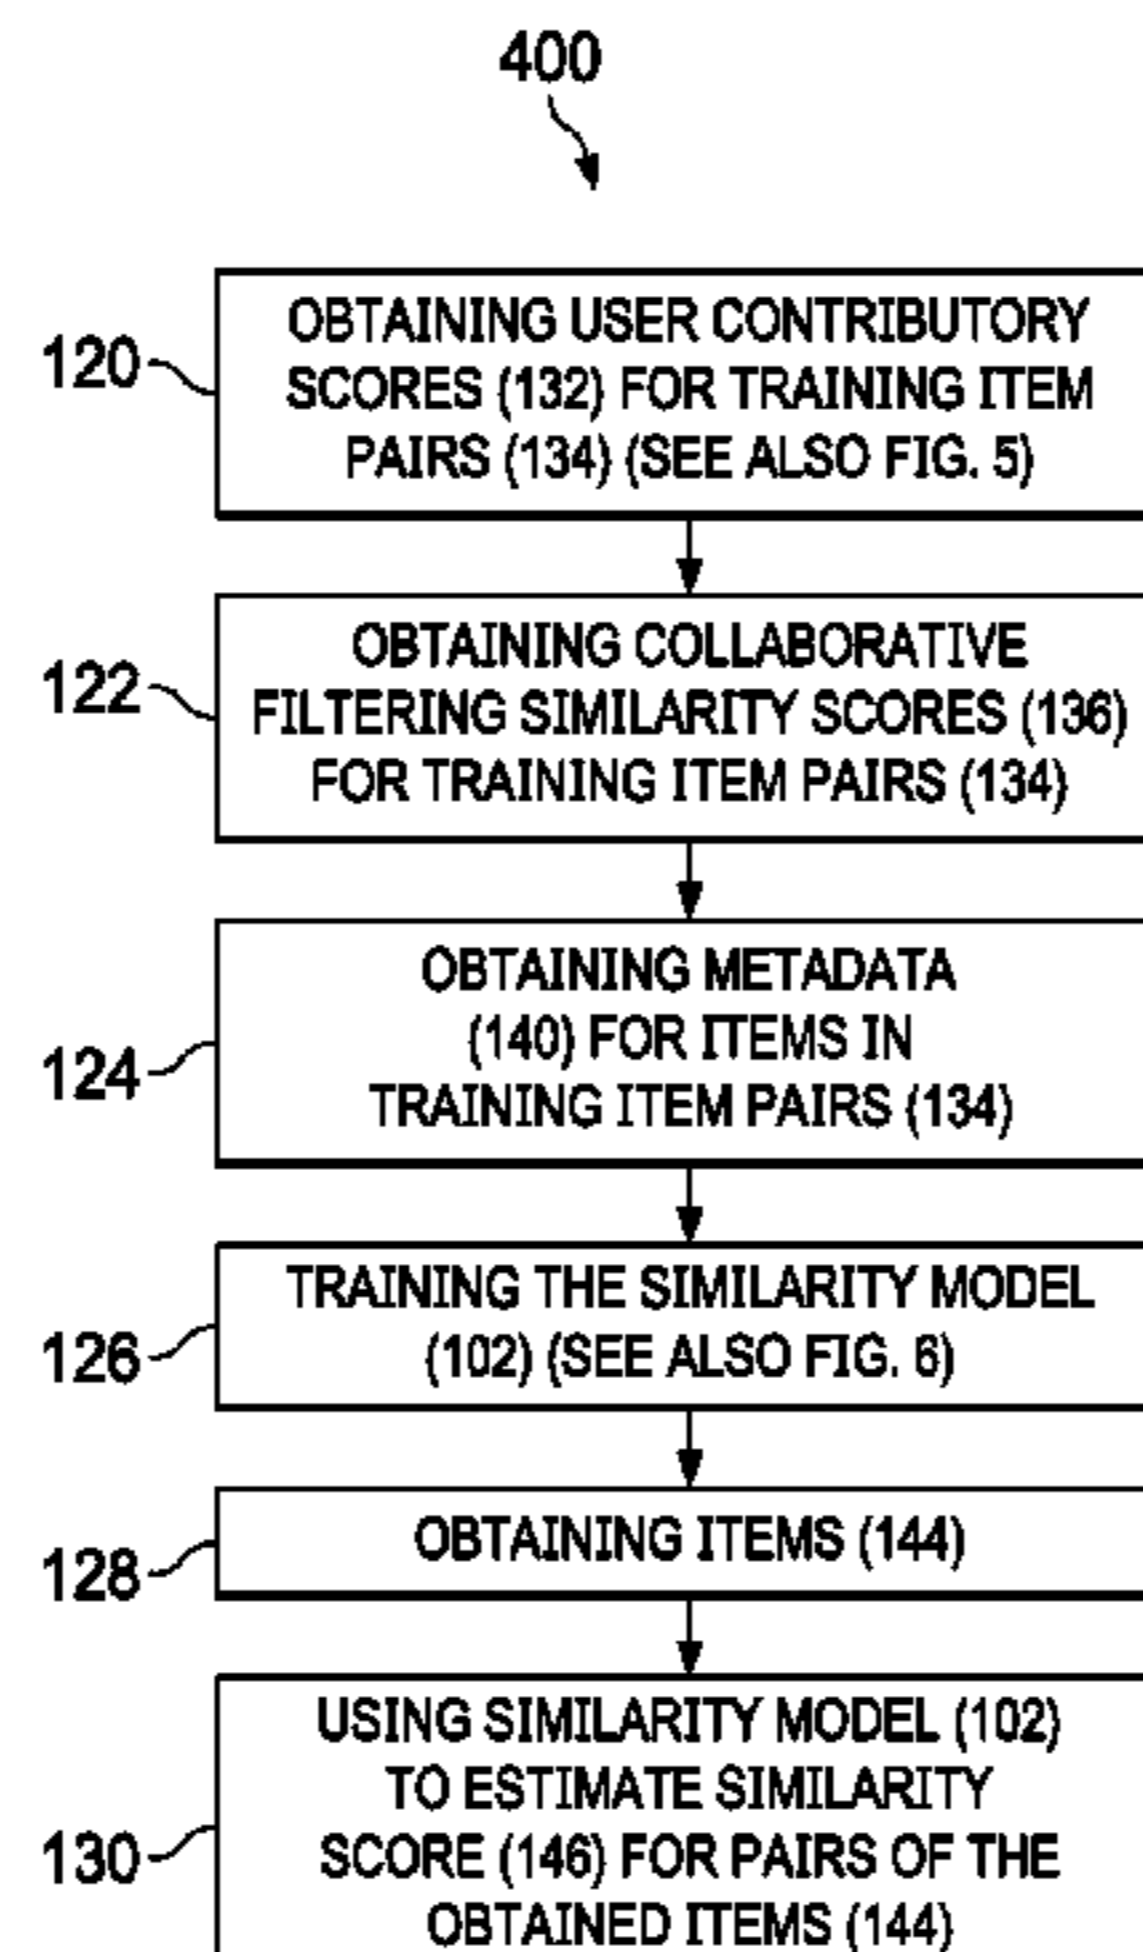 400
120
OBTAINING USER CONTRIBUTORY
SCORES (132) FOR TRAINING ITEM
PAIRS (134) (SEE ALSO FIG. 5)
122
OBTAINING COLLABORATIVE
FILTERING SIMILARITY SCORES (136)
FOR TRAINING ITEM PAIRS (134)
124
OBTAINING METADATA
(140) FOR ITEMS IN
TRAINING ITEM PAIRS (134)
126
TRAINING THE SIMILARITY MODEL
(102) (SEE ALSO FIG. 6)
128
OBTAINING ITEMS (144)
130
USING SIMILARITY MODEL (102)
TO ESTIMATE SIMILARITY
SCORE (146) FOR PAIRS OF THE
OBTAINED ITEMS (144)